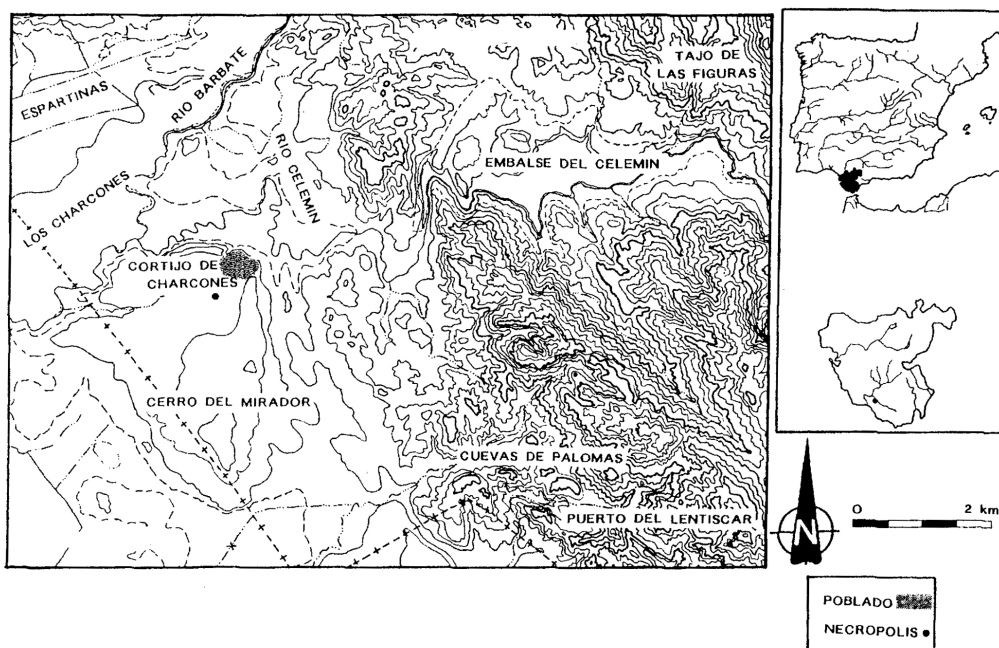 TAJO DE
LAS FIGURAS
ESPARTINAS
RIO BARBATE
RIO CELEMIN
EMBALSE DEL CELEMIN
LOS CHARCONES
CORTIJO DE
CHARCONES
CERRO DEL MIRADOR
CUEVAS DE PALOMAS
PUERTO DEL LENTISCAR
N
0 2 km
POBLADO
NECROPOLIS